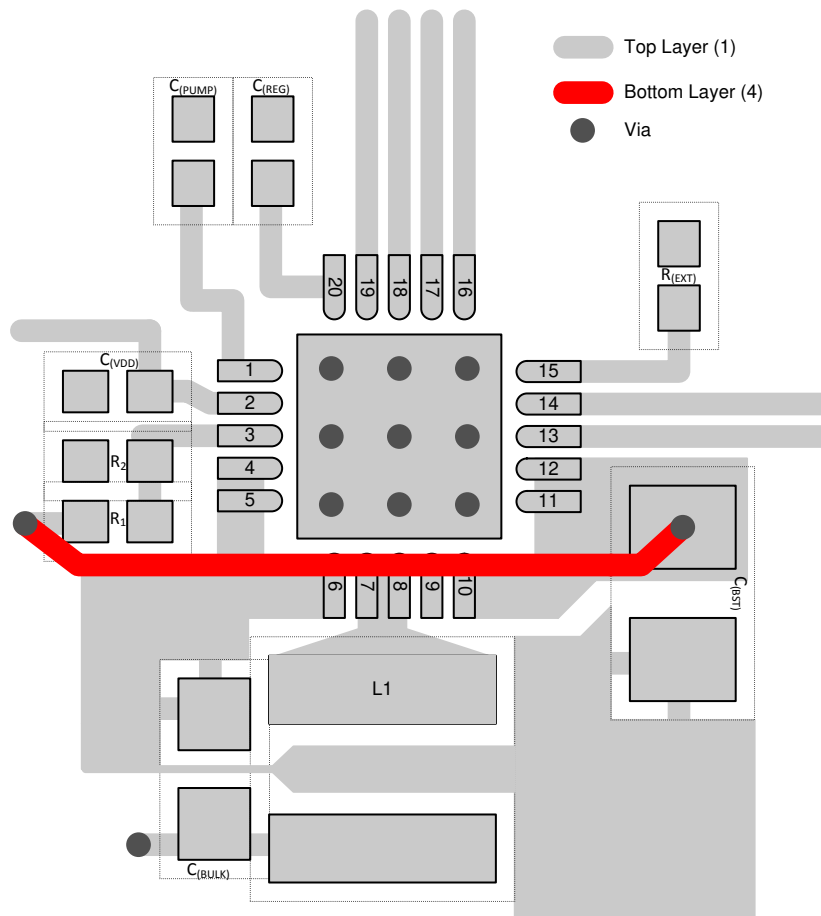 Top Layer (1)
Bottom Layer (4)
Via
C(PUMP)
C(REG)
R(EXT)
20
19
18
17
16
C(VDD)
1
2
3
4
5
15
14
13
12
11
R2
R1
6
7
8
9
10
C(BST)
L1
C(BULK)